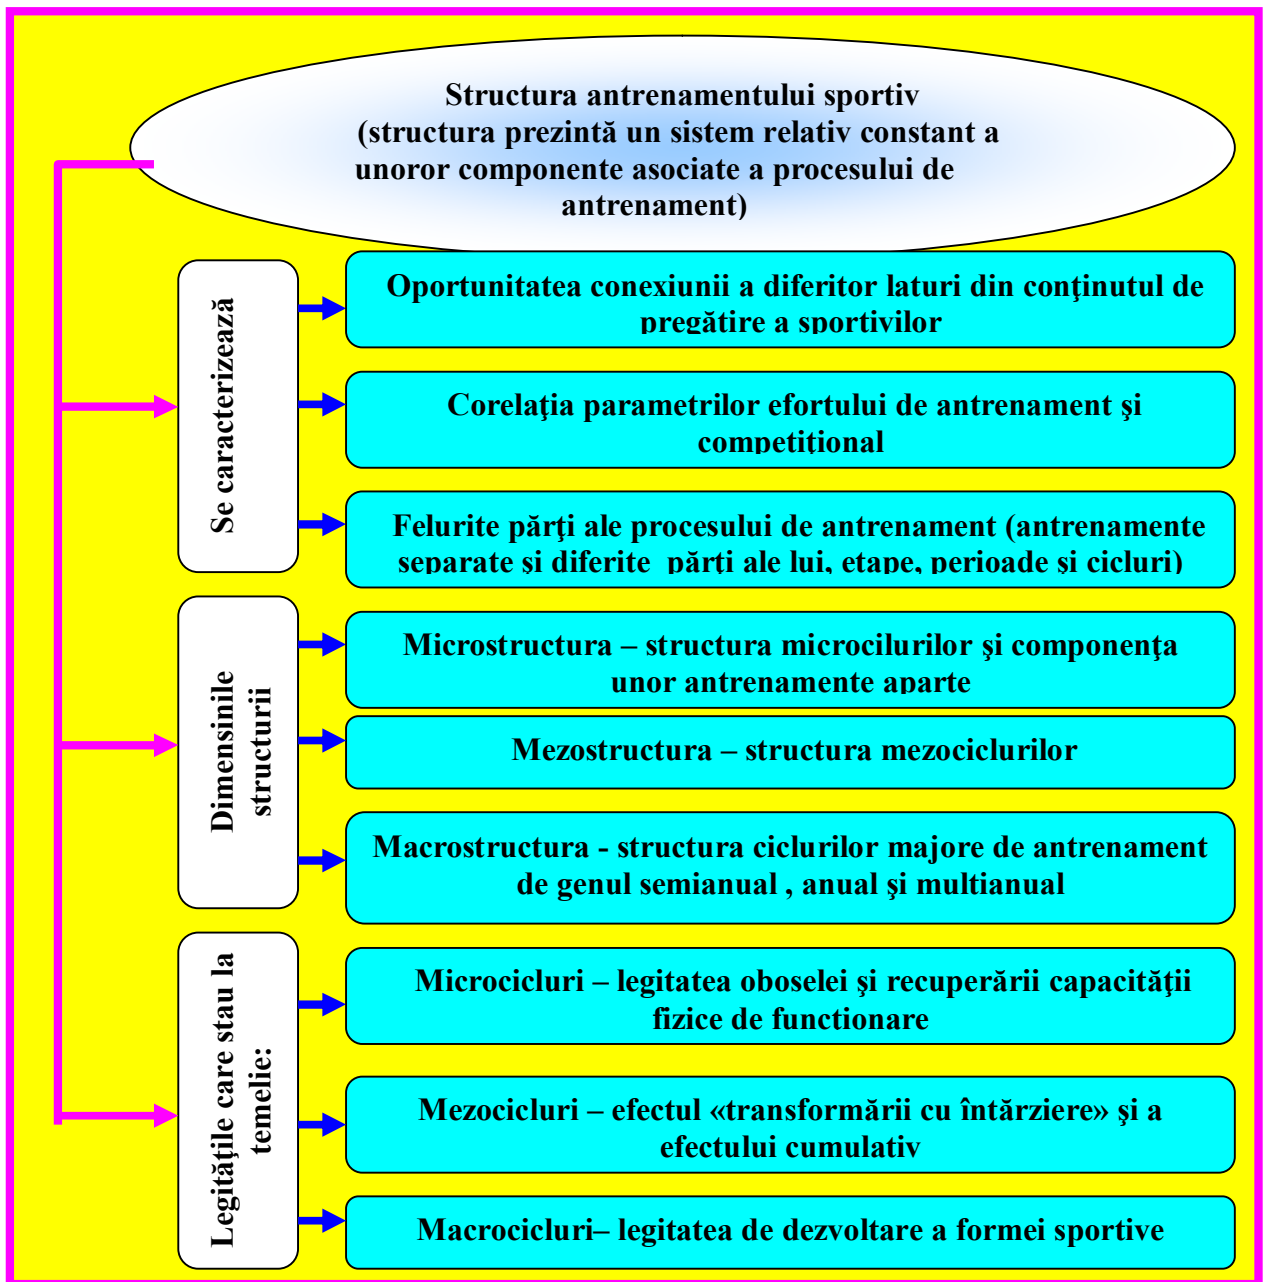 Structura antrenamentului sportiv
(structura prezintă un sistem relativ constant a
unoror componente asociate a procesului de
antrenament)
Se caracterizează
Oportunitatea conexiunii a diferitor laturi din conţinutul de
pregătire a sportivilor
Corelaţia parametrilor efortului de antrenament şi
competiţional
Felurite părţi ale procesului de antrenament (antrenamente
separate şi diferite părţi ale lui, etape, perioade şi cicluri)
Dimensinile
structurii
Microstructura – structura microcilurilor şi componenţa
unor antrenamente aparte
Mezostructura – structura mezociclurilor
Macrostructura - structura ciclurilor majore de antrenament
de genul semianual , anual şi multianual
Legităţile care stau la
temelie:
Microcicluri – legitatea oboselei şi recuperării capacităţii
fizice de functionare
Mezocicluri – efectul «transformării cu întărziere» şi a
efectului cumulativ
Macrocicluri– legitatea de dezvoltare a formei sportive